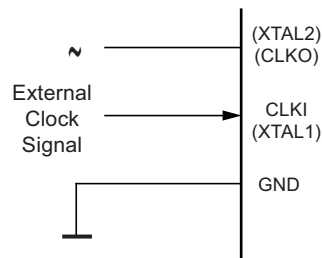 (XTAL2)
(CLKO)
~
External
Clock
Signal
CLKI
(XTAL1)
GND